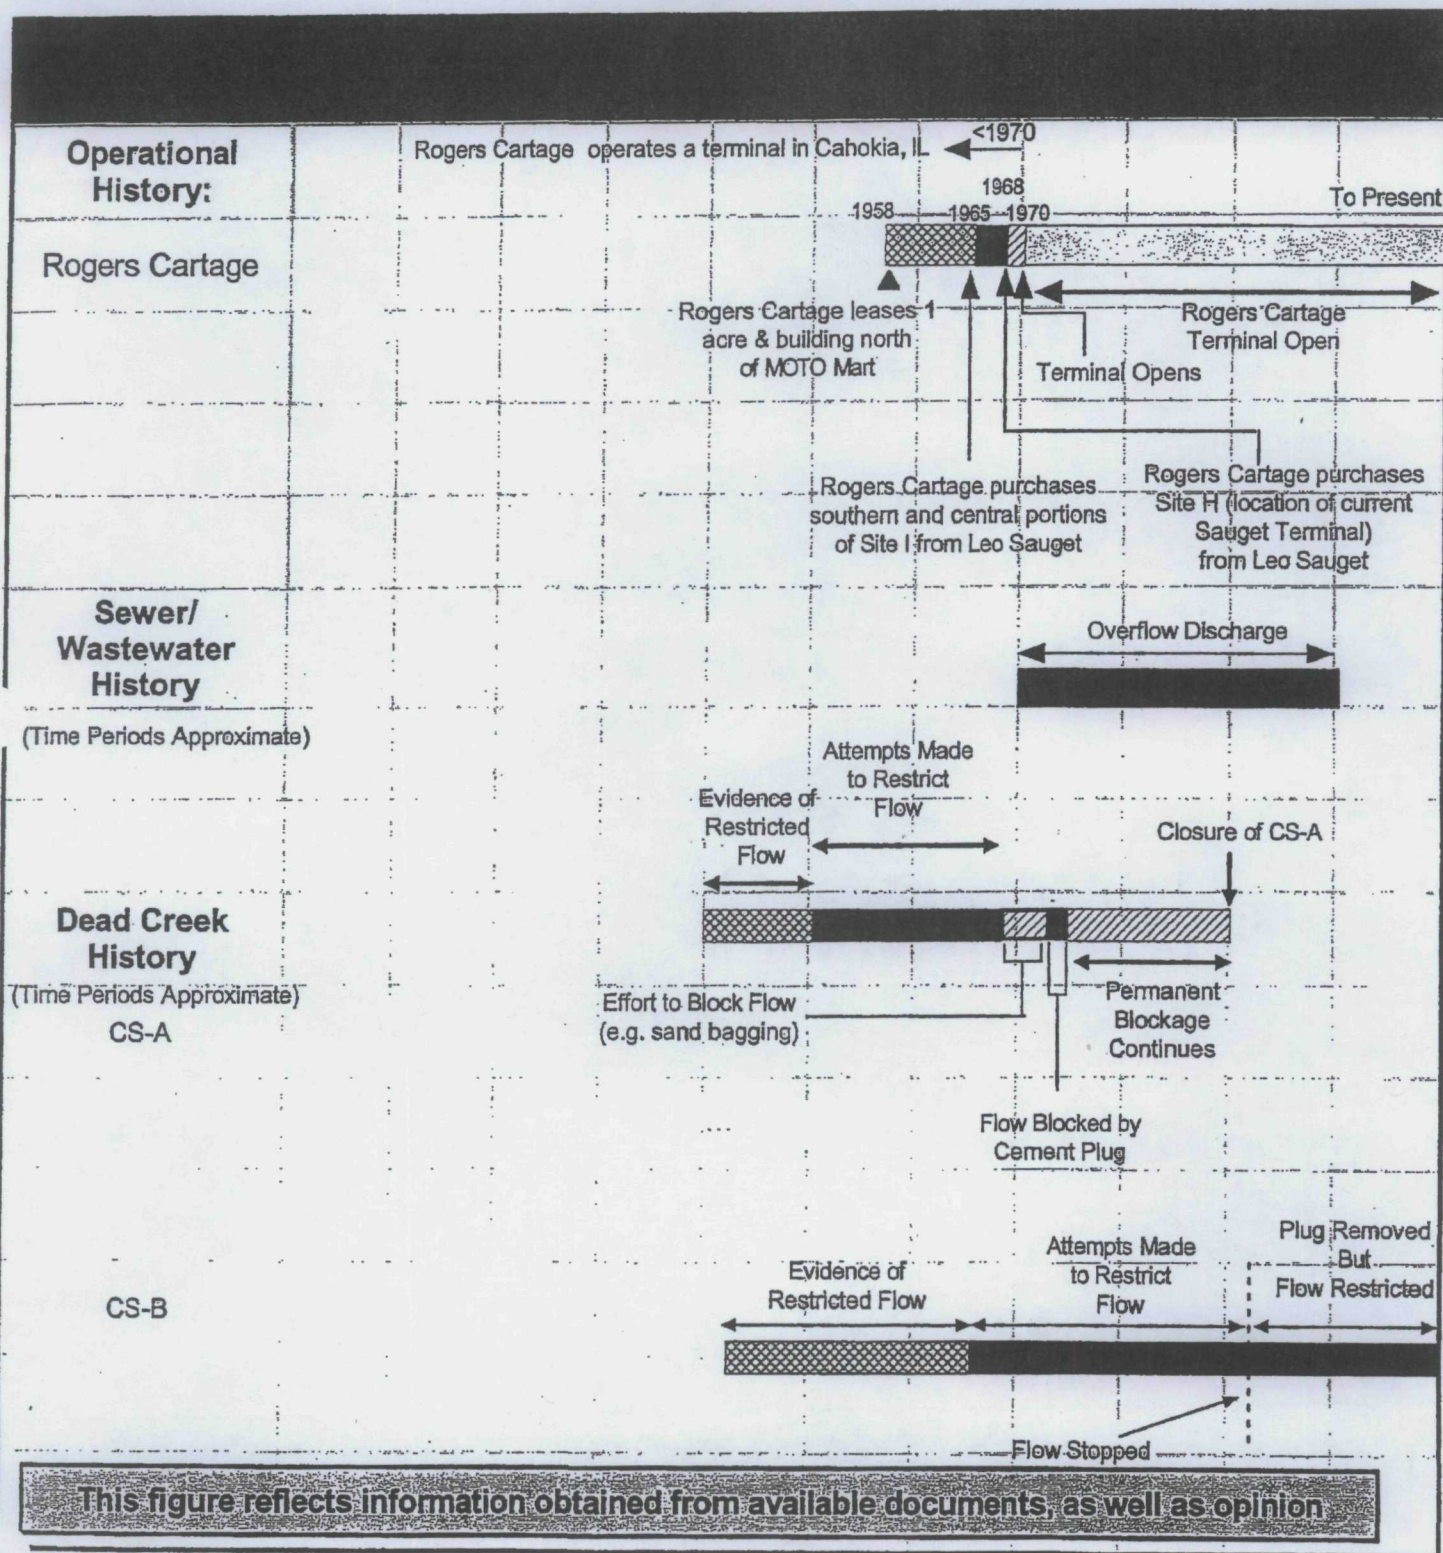 Operational
History:
Rogers Cartage operates a terminal in Cahokia, IL
<1970
1968
To Present
1958
1965
1970
Rogers Cartage
Rogers Cartage leases 1
acre & building north
of MOTO Mart
Rogers Cartage
Terminal Open
Terminal Opens
Rogers Cartage purchases
southern and central portions
of Site I from Leo Sauget
Rogers Cartage purchases
Site H (location of current
Sauget Terminal)
from Leo Sauget
Sewer/
Wastewater
History
(Time Periods Approximate)
Overflow Discharge
Attempts Made
to Restrict
Flow
Evidence of
Restricted
Flow
Closure of CS-A
Dead Creek
History
(Time Periods Approximate)
CS-A
Effort to Block Flow
(e.g. sand bagging)
Permanent
Blockage
Continues
Flow Blocked by
Cement Plug
CS-B
Evidence of
Restricted Flow
Attempts Made
to Restrict
Flow
Plug Removed
But
Flow Restricted
Flow Stopped
This figure reflects information obtained from available documents, as well as opinion